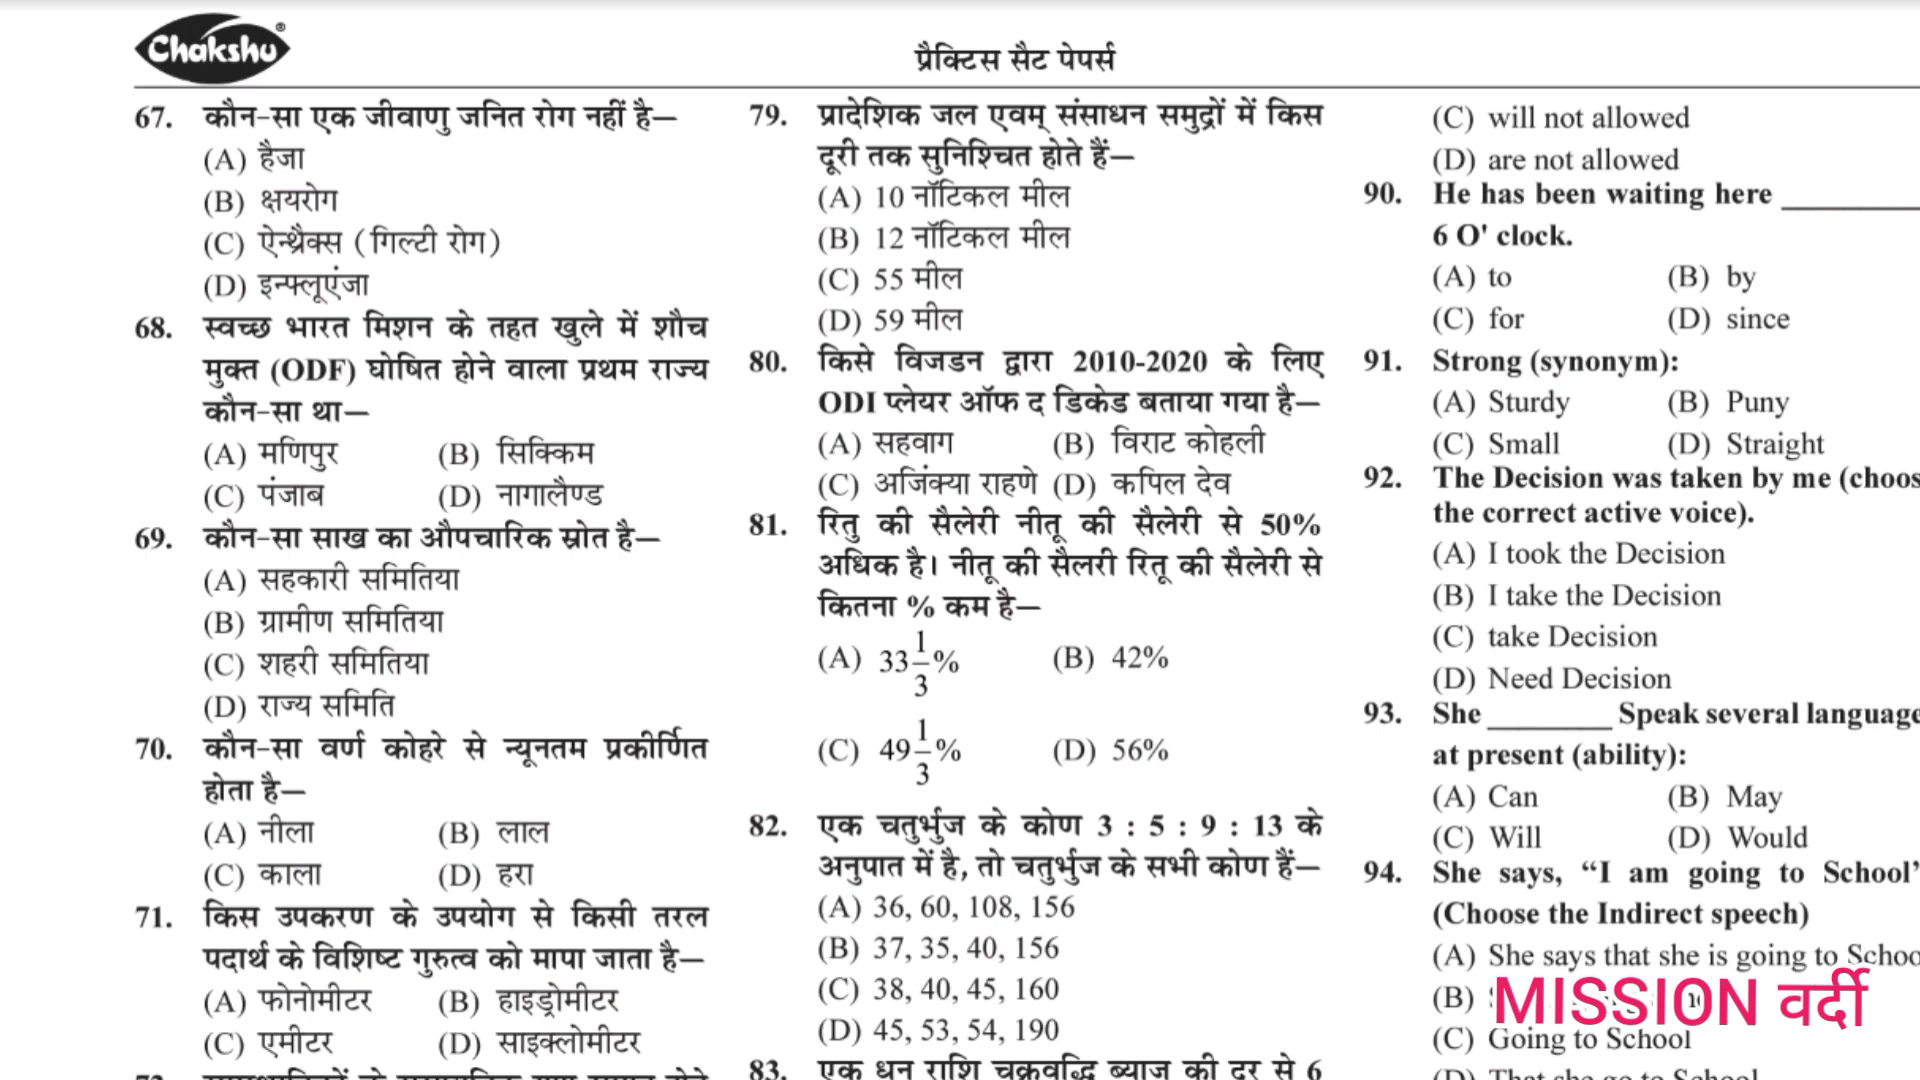 Chakshu®
प्रैक्टिस सैट पेपर्स
67. कौन-सा एक जीवाणु जनित रोग नहीं है—
(A) हैजा
(B) क्षयरोग
(C) ऐन्थ्रैक्स (गिल्टी रोग)
(D) इन्फ्लूएंजा
68. स्वच्छ भारत मिशन के तहत खुले में शौच
मुक्त (ODF) घोषित होने वाला प्रथम राज्य
कौन-सा था—
(A) मणिपुर (B) सिक्किम
(C) पंजाब (D) नागालैण्ड
69. कौन-सा साख का औपचारिक स्रोत है—
(A) सहकारी समितिया
(B) ग्रामीण समितिया
(C) शहरी समितिया
(D) राज्य समिति
70. कौन-सा वर्ण कोहरे से न्यूनतम प्रकीर्णित
होता है—
(A) नीला (B) लाल
(C) काला (D) हरा
71. किस उपकरण के उपयोग से किसी तरल
पदार्थ के विशिष्ट गुरुत्व को मापा जाता है—
(A) फोनोमीटर (B) हाइड्रोमीटर
(C) एमीटर (D) साइक्लोमीटर
79. प्रादेशिक जल एवम् संसाधन समुद्रों में किस
दूरी तक सुनिश्चित होते हैं—
(A) 10 नॉटिकल मील
(B) 12 नॉटिकल मील
(C) 55 मील
(D) 59 मील
80. किसे विजडन द्वारा 2010-2020 के लिए
ODI प्लेयर ऑफ द डिकेड बताया गया है—
(A) सहवाग (B) विराट कोहली
(C) अजिंक्या राहणे (D) कपिल देव
81. रितु की सैलेरी नीतू की सैलेरी से 50%
अधिक है। नीतू की सैलरी रितू की सैलेरी से
कितना % कम है—
(A) 33 1/3 % (B) 42%
(C) 49 1/3 % (D) 56%
82. एक चतुर्भुज के कोण 3 : 5 : 9 : 13 के
अनुपात में है, तो चतुर्भुज के सभी कोण हैं—
(A) 36, 60, 108, 156
(B) 37, 35, 40, 156
(C) 38, 40, 45, 160
(D) 45, 53, 54, 190
83. एक धन राशि चक्रवृद्धि ब्याज की दर से 6
(C) will not allowed
(D) are not allowed
90. He has been waiting here ________
6 O' clock.
(A) to (B) by
(C) for (D) since
91. Strong (synonym):
(A) Sturdy (B) Puny
(C) Small (D) Straight
92. The Decision was taken by me (choos
the correct active voice).
(A) I took the Decision
(B) I take the Decision
(C) take Decision
(D) Need Decision
93. She ________ Speak several language
at present (ability):
(A) Can (B) May
(C) Will (D) Would
94. She says, “I am going to School”
(Choose the Indirect speech)
(A) She says that she is going to Schoo
(B)
MISSION वर्दी
(C) Going to School
(D) That she go to School